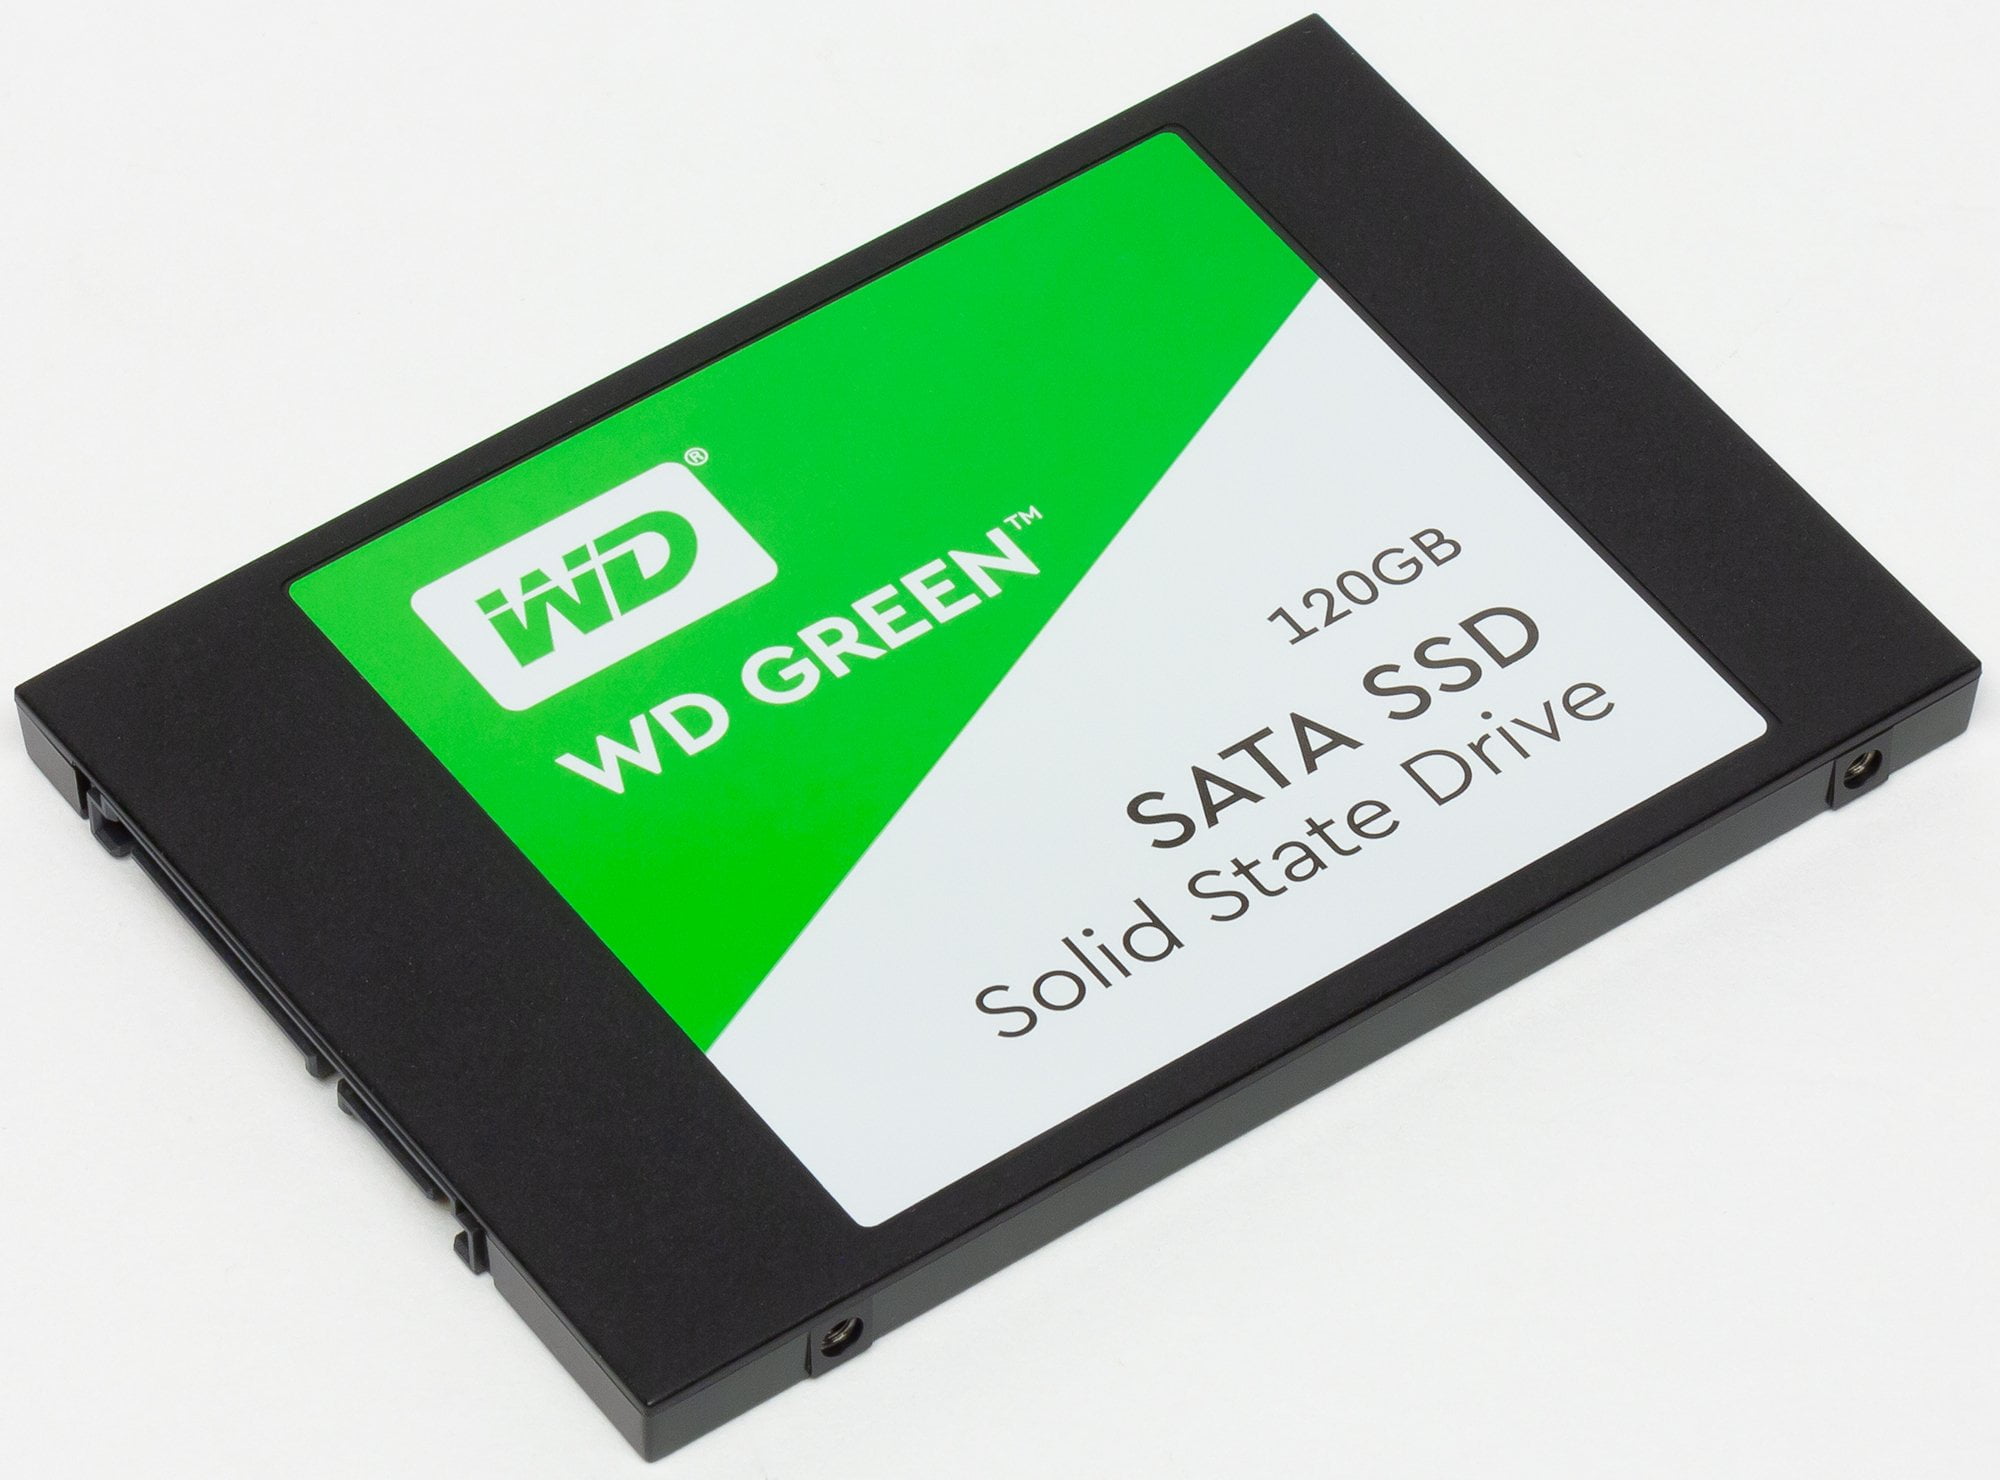 WD®
WD GREEN™
120GB
SATA SSD
Solid State Drive